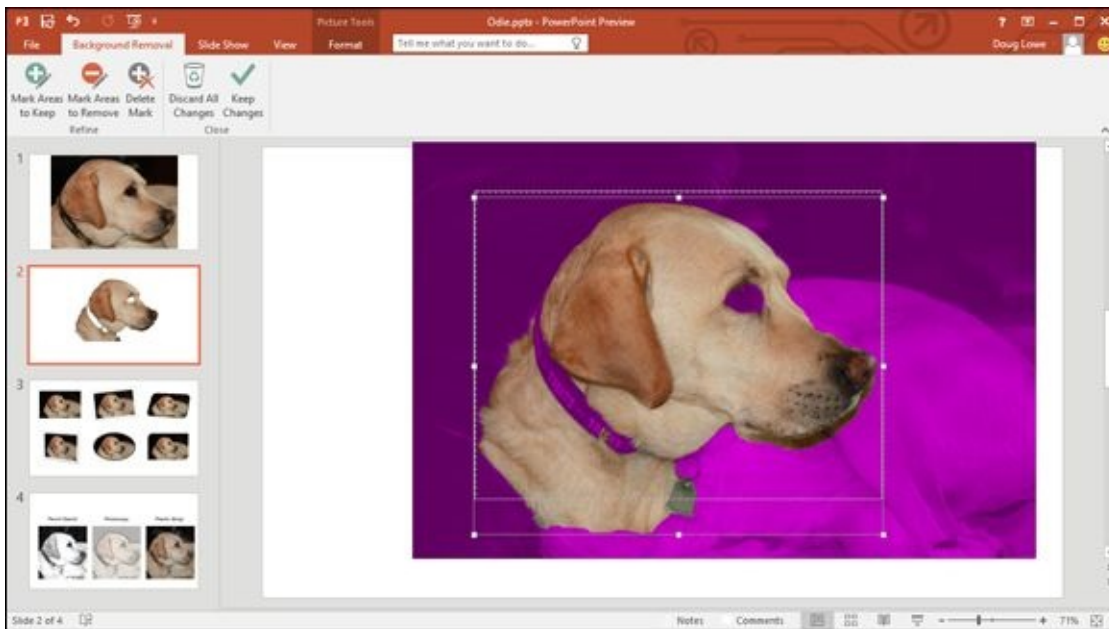 Picture Tools
Odie.pptx - PowerPoint Preview
?
File
Background Removal
Slide Show
View
Format
Tell me what you want to do...
Doug Lowe
Mark Areas to Keep
Mark Areas to Remove
Delete Mark
Discard All Changes
Keep Changes
Refine
Close
1
2
3
4
Pencil Sketch
Slide 2 of 4
Notes
Comments
71%